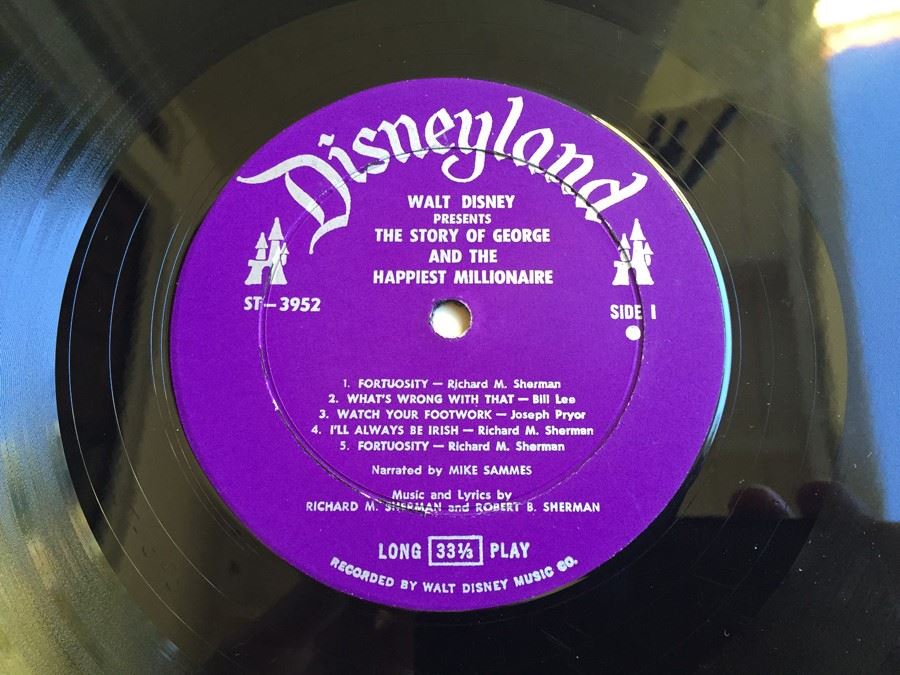 Disneyland
WALT DISNEY
PRESENTS
THE STORY OF GEORGE
AND THE
HAPPIEST MILLIONAIRE
ST-3952
SIDE 1
1. FORTUOSITY — Richard M. Sherman
2. WHAT'S WRONG WITH THAT — Bill Lee
3. WATCH YOUR FOOTWORK — Joseph Pryor
4. I'LL ALWAYS BE IRISH — Richard M. Sherman
5. FORTUOSITY — Richard M. Sherman
Narrated by MIKE SAMMES
Music and Lyrics by
RICHARD M. SHERMAN and ROBERT B. SHERMAN
LONG 33⅓ PLAY
RECORDED BY WALT DISNEY MUSIC CO.